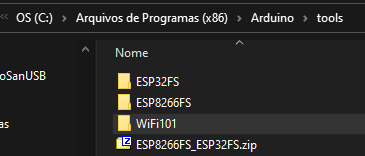 OS (C:) > Arquivos de Programas (x86) > Arduino > tools
Nome
oSanUSB
ESP32FS
ESP8266FS
WiFi101
as
ESP8266FS_ESP32FS.zip